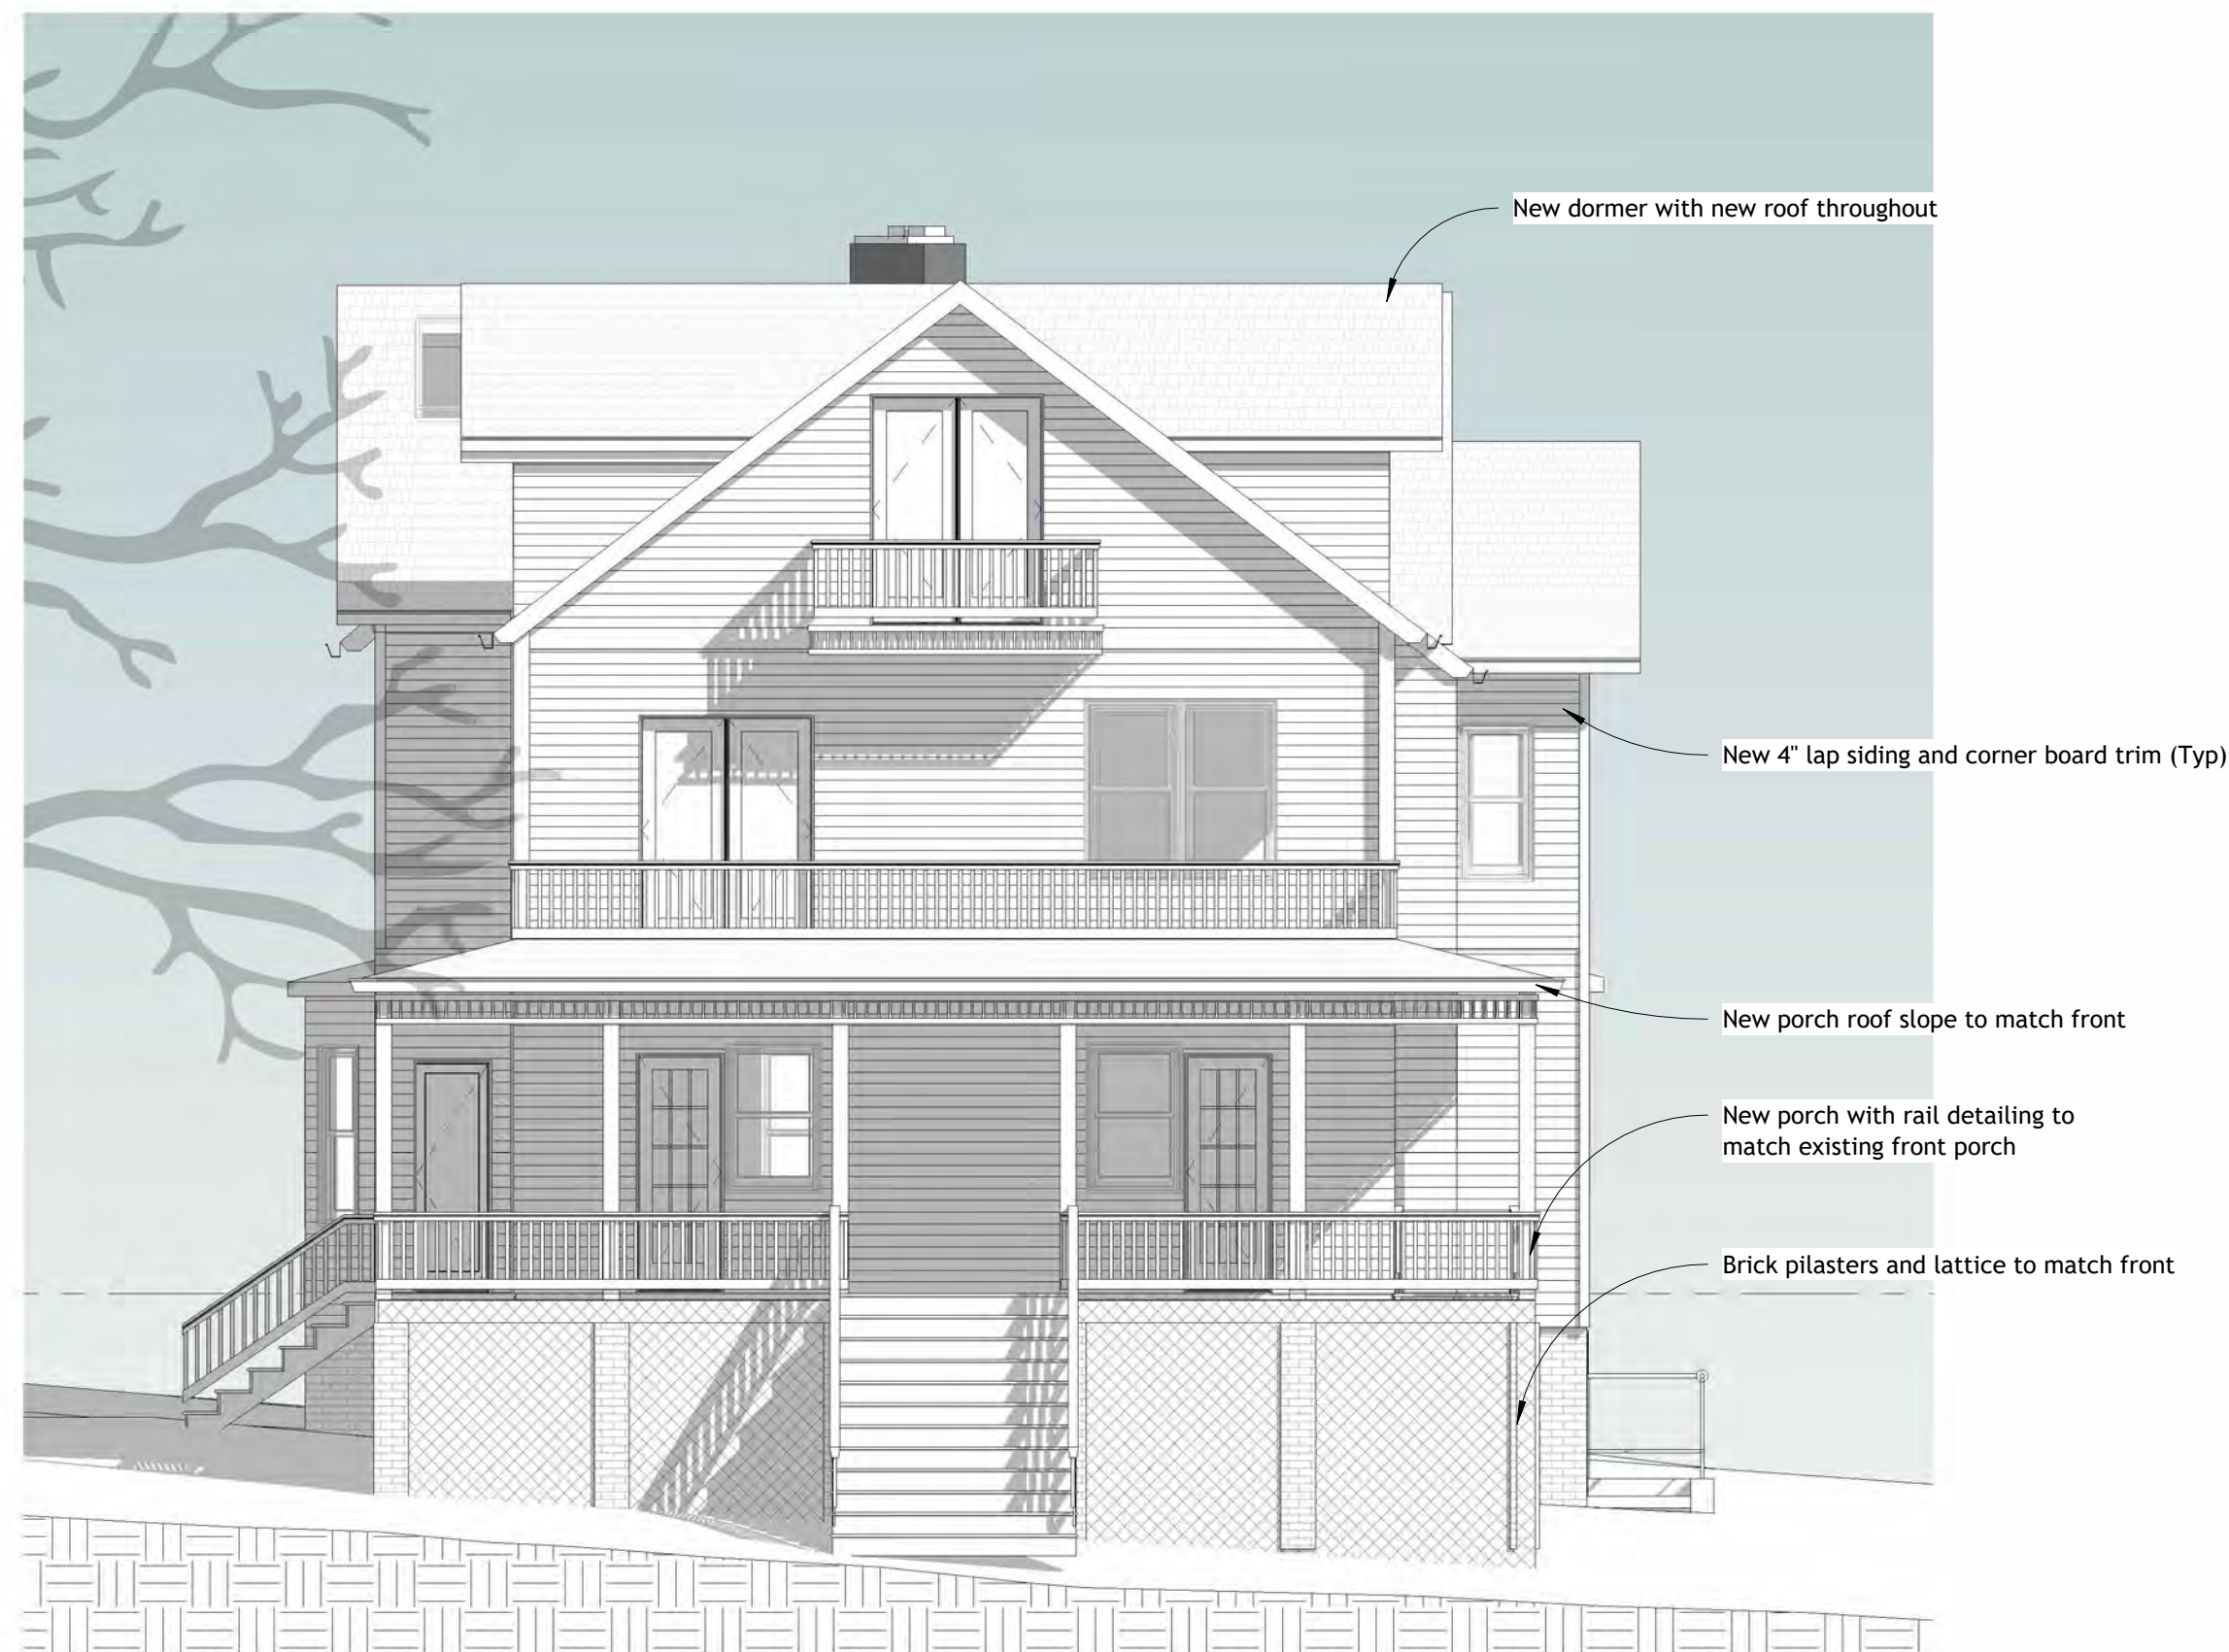 New dormer with new roof throughout
New 4" lap siding and corner board trim (Typ)
New porch roof slope to match front
New porch with rail detailing to
match existing front porch
Brick pilasters and lattice to match front